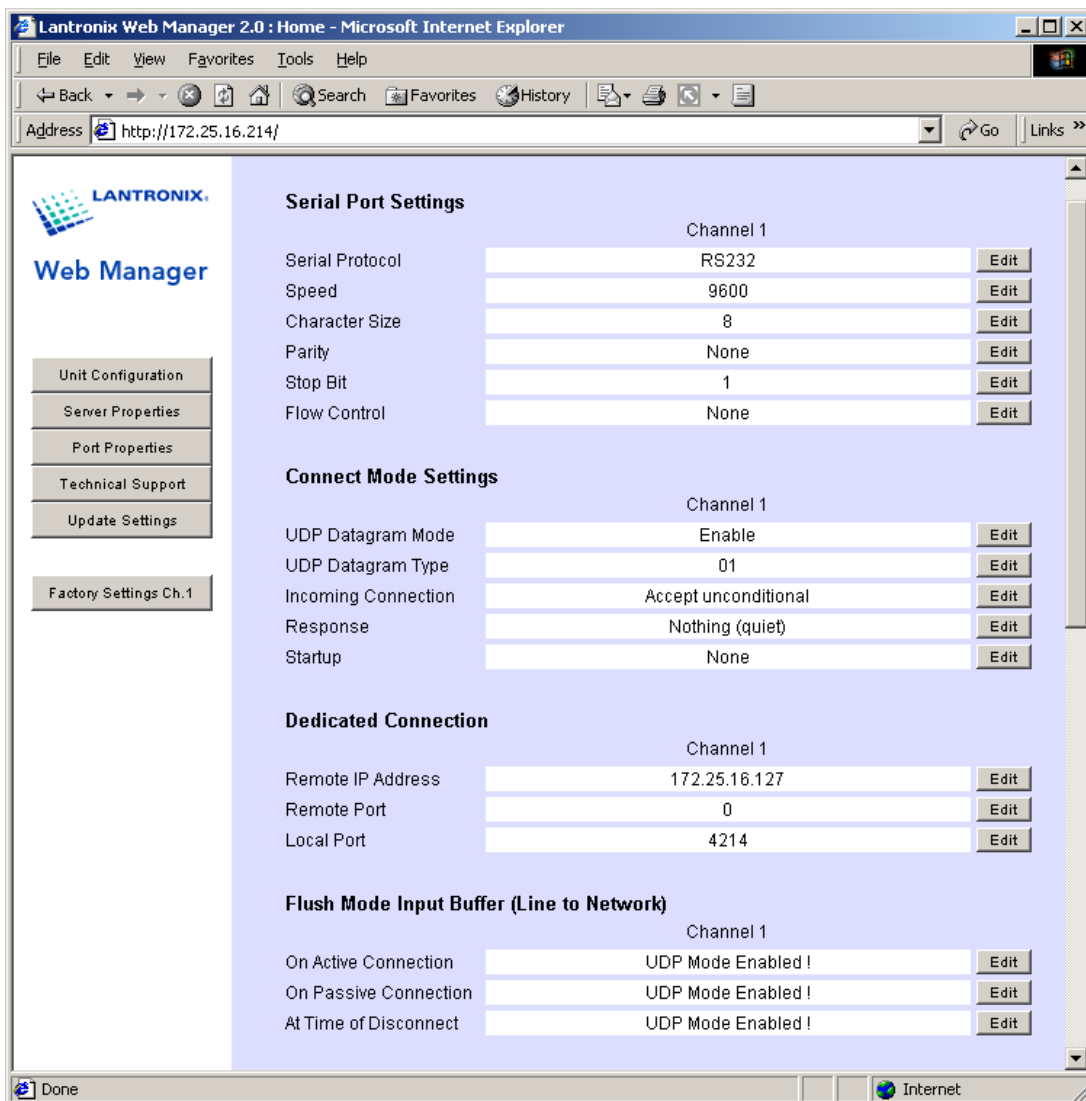 Lantronix Web Manager 2.0 : Home - Microsoft Internet Explorer
File Edit View Favorites Tools Help
Back Search Favorites History
Address http://172.25.16.214/ Go Links »
LANTRONIX
Web Manager
Unit Configuration
Server Properties
Port Properties
Technical Support
Update Settings
Factory Settings Ch.1
Serial Port Settings
Channel 1
Serial Protocol RS232 Edit
Speed 9600 Edit
Character Size 8 Edit
Parity None Edit
Stop Bit 1 Edit
Flow Control None Edit
Connect Mode Settings
Channel 1
UDP Datagram Mode Enable Edit
UDP Datagram Type 01 Edit
Incoming Connection Accept unconditional Edit
Response Nothing (quiet) Edit
Startup None Edit
Dedicated Connection
Channel 1
Remote IP Address 172.25.16.127 Edit
Remote Port 0 Edit
Local Port 4214 Edit
Flush Mode Input Buffer (Line to Network)
Channel 1
On Active Connection UDP Mode Enabled ! Edit
On Passive Connection UDP Mode Enabled ! Edit
At Time of Disconnect UDP Mode Enabled ! Edit
Done Internet